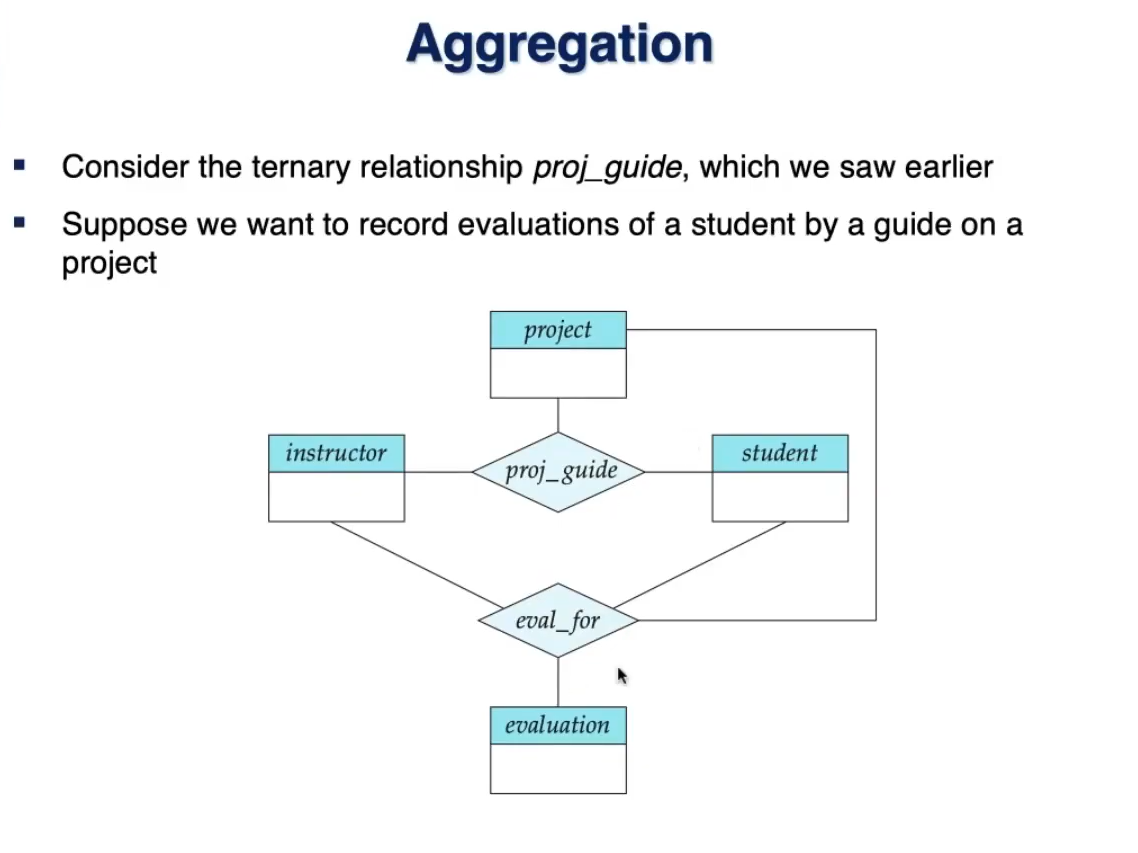 Aggregation
Consider the ternary relationship proj_guide, which we saw earlier
Suppose we want to record evaluations of a student by a guide on a
project
project
instructor
proj_guide
student
eval_for
evaluation